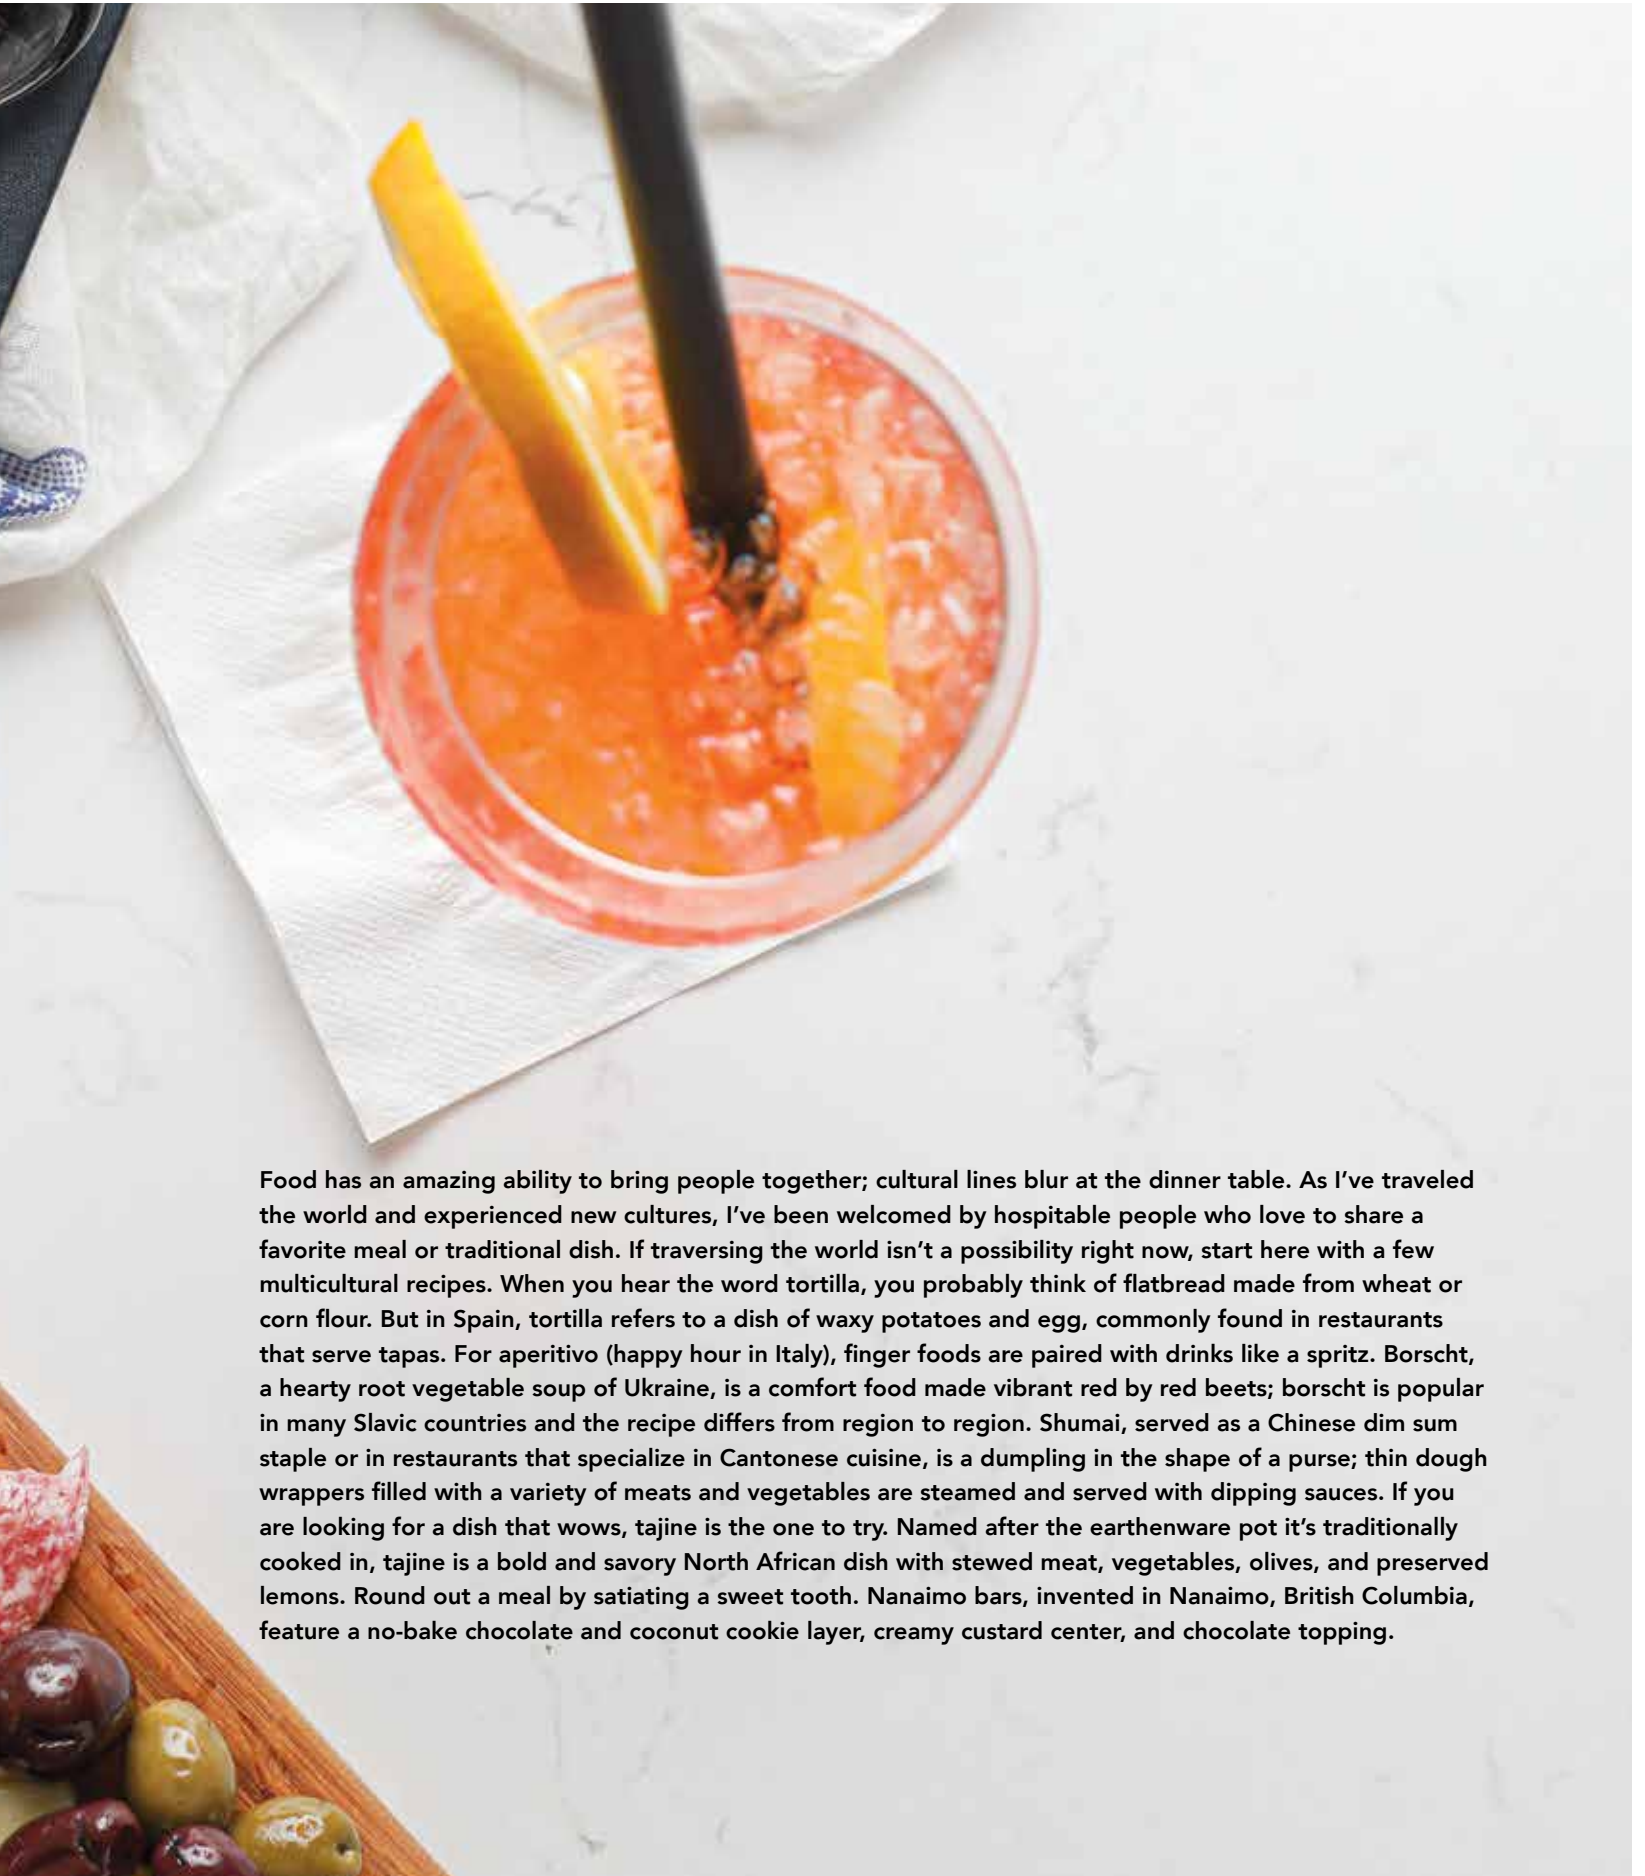 Food has an amazing ability to bring people together; cultural lines blur at the dinner table. As I’ve traveled
the world and experienced new cultures, I’ve been welcomed by hospitable people who love to share a
favorite meal or traditional dish. If traversing the world isn’t a possibility right now, start here with a few
multicultural recipes. When you hear the word tortilla, you probably think of flatbread made from wheat or
corn flour. But in Spain, tortilla refers to a dish of waxy potatoes and egg, commonly found in restaurants
that serve tapas. For aperitivo (happy hour in Italy), finger foods are paired with drinks like a spritz. Borscht,
a hearty root vegetable soup of Ukraine, is a comfort food made vibrant red by red beets; borscht is popular
in many Slavic countries and the recipe differs from region to region. Shumai, served as a Chinese dim sum
staple or in restaurants that specialize in Cantonese cuisine, is a dumpling in the shape of a purse; thin dough
wrappers filled with a variety of meats and vegetables are steamed and served with dipping sauces. If you
are looking for a dish that wows, tajine is the one to try. Named after the earthenware pot it’s traditionally
cooked in, tajine is a bold and savory North African dish with stewed meat, vegetables, olives, and preserved
lemons. Round out a meal by satiating a sweet tooth. Nanaimo bars, invented in Nanaimo, British Columbia,
feature a no-bake chocolate and coconut cookie layer, creamy custard center, and chocolate topping.